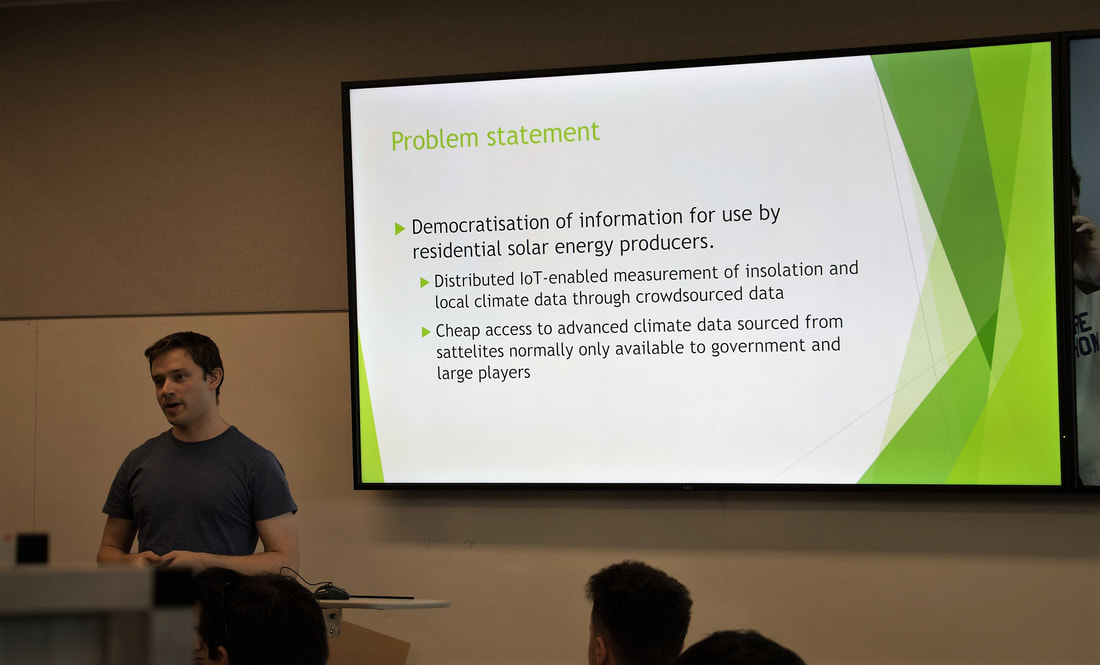 Problem statement
Democratisation of information for use by
residential solar energy producers.
Distributed IoT-enabled measurement of insolation and
local climate data through crowdsourced data
Cheap access to advanced climate data sourced from
sattelites normally only available to government and
large players